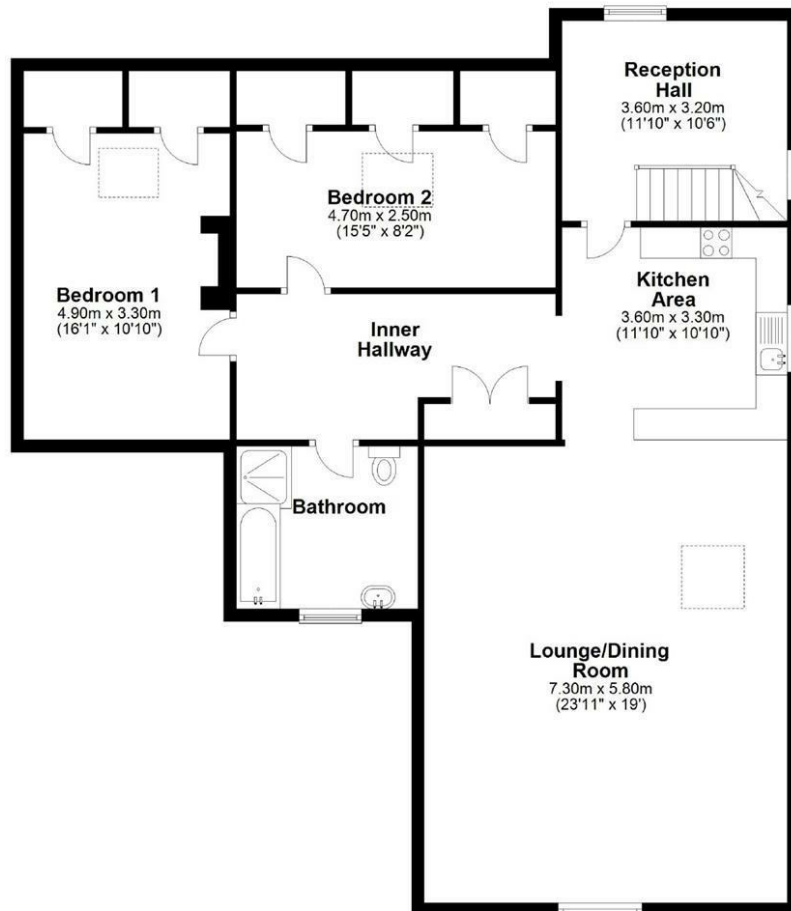 Reception
Hall
3.60m x 3.20m
(11'10" x 10'6")
Bedroom 2
4.70m x 2.50m
(15'5" x 8'2")
Bedroom 1
4.90m x 3.30m
(16'1" x 10'10")
Inner
Hallway
Kitchen
Area
3.60m x 3.30m
(11'10" x 10'10")
Bathroom
Lounge/Dining
Room
7.30m x 5.80m
(23'11" x 19')